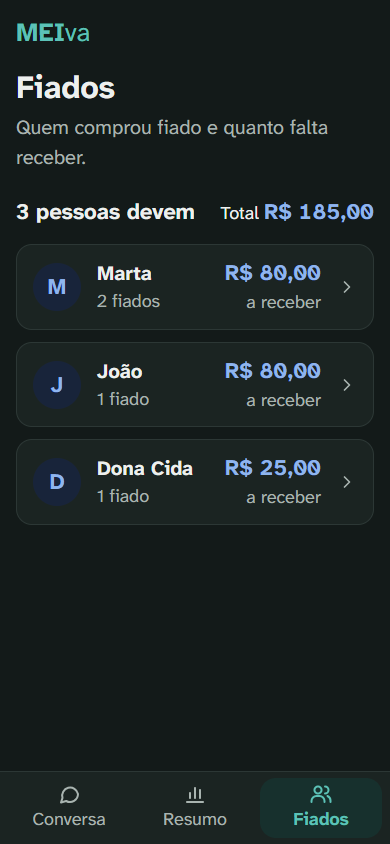 MEIva
Fiados
Quem comprou fiado e quanto falta
receber.
3 pessoas devem Total R$ 185,00
M Marta R$ 80,00
2 fiados a receber
J João R$ 80,00
1 fiado a receber
D Dona Cida R$ 25,00
1 fiado a receber
Conversa Resumo Fiados